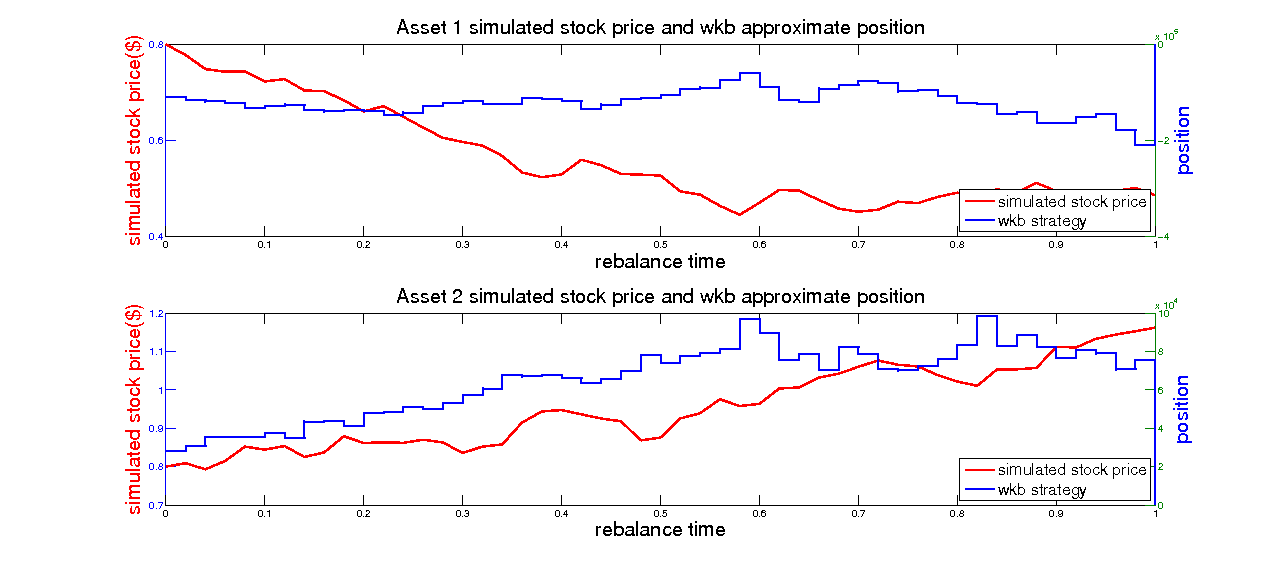 Asset 1 simulated stock price and wkb approximate position
x 10^5
0.8
0.6
0.4
simulated stock price($)
0
−2
−4
position
simulated stock price
wkb strategy
0 0.1 0.2 0.3 0.4 0.5 0.6 0.7 0.8 0.9 1
rebalance time
Asset 2 simulated stock price and wkb approximate position
x 10^4
1.2
1.1
1
0.9
0.8
0.7
simulated stock price($)
10
8
6
4
2
0
position
simulated stock price
wkb strategy
0 0.1 0.2 0.3 0.4 0.5 0.6 0.7 0.8 0.9 1
rebalance time